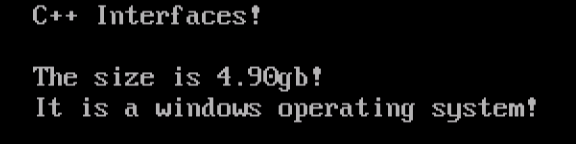 C++ Interfaces!
The size is 4.90gb!
It is a windows operating system!